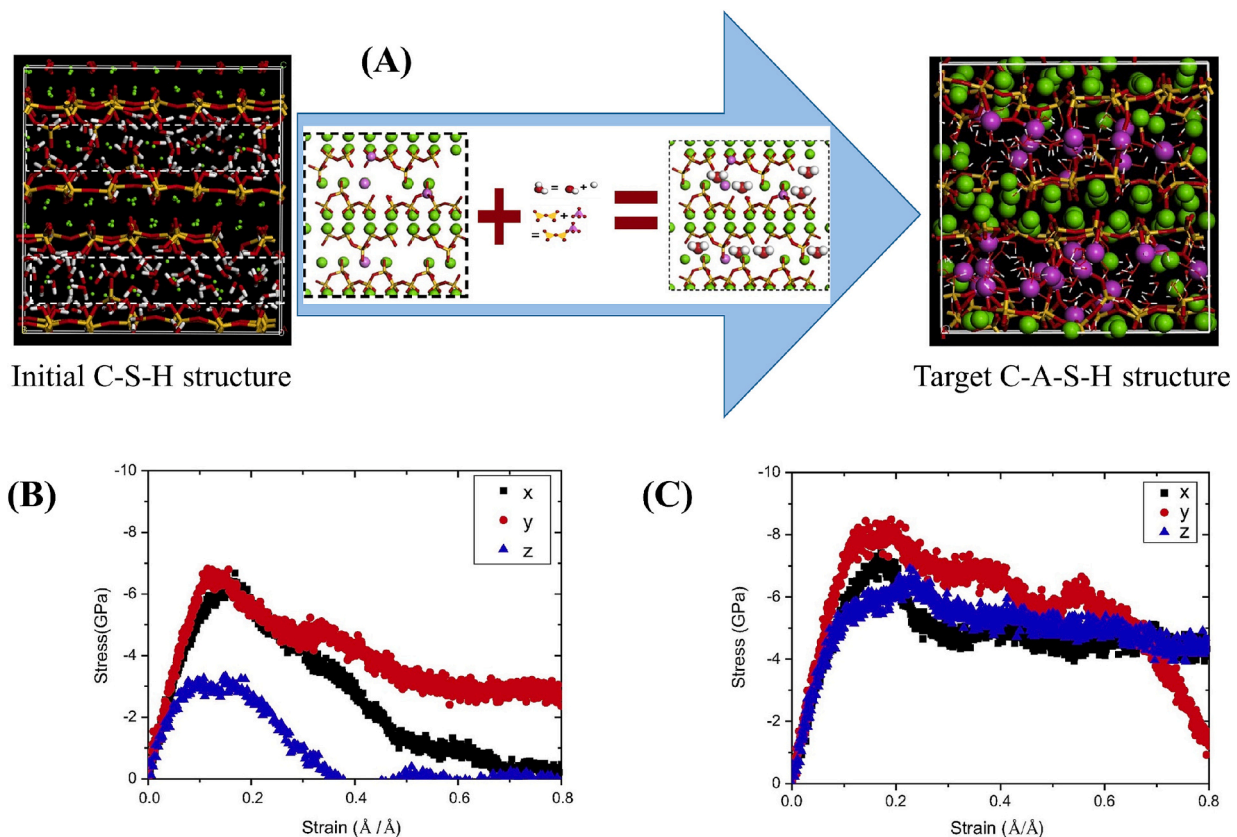 (A)
Initial C-S-H structure
Target C-A-S-H structure
(B)
-10
-8
-6
-4
-2
0
Stress(GPa)
x
y
z
0.0 0.2 0.4 0.6 0.8
Strain (Å /Å)
(C)
-10
-8
-6
-4
-2
0
Stress (GPa)
x
y
z
0.0 0.2 0.4 0.6 0.8
Strain (Å/Å)